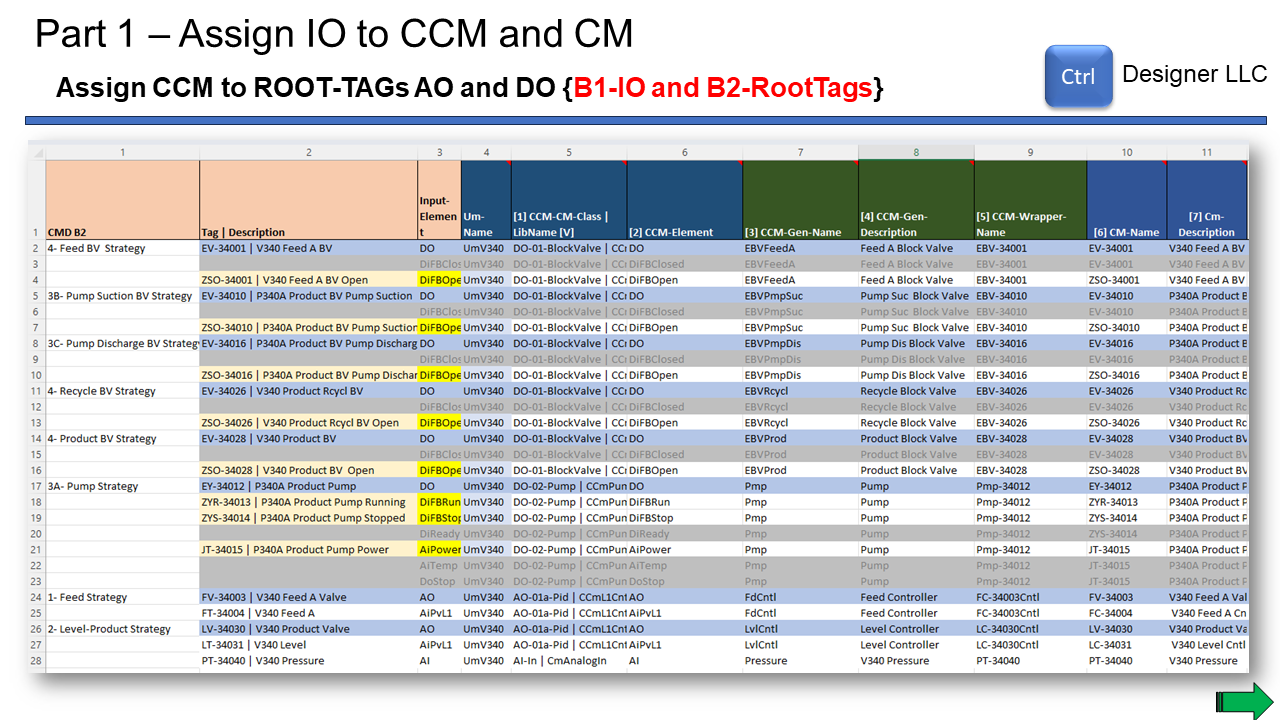 Part 1 – Assign IO to CCM and CM
Assign CCM to ROOT-TAGs AO and DO {B1-IO and B2-RootTags}
Ctrl
Designer LLC
1 2 3 4 5 6 7 8 9 10 11
1 CMD B2 Tag | Description Input-Elemen t Um-Name [1] CCM-CM-Class | LibName [V] [2] CCM-Element [3] CCM-Gen-Name [4] CCM-Gen-Description [5] CCM-Wrapper-Name [6] CM-Name [7] Cm-Description
2 4- Feed BV Strategy EV-34001 | V340 Feed A BV DO UmV340 DO-01-BlockValve | CCı DO EBVFeedA Feed A Block Valve EBV-34001 EV-34001 V340 Feed A BV
3 DiFBClos UmV340 DO-01-BlockValve | CCı DiFBClosed EBVFeedA Feed A Block Valve EBV-34001 EV-34001 V340 Feed A BV
4 ZSO-34001 | V340 Feed A BV Open DiFBOpe UmV340 DO-01-BlockValve | CCı DiFBOpen EBVFeedA Feed A Block Valve EBV-34001 ZSO-34001 V340 Feed A BV
5 3B- Pump Suction BV Strategy EV-34010 | P340A Product BV Pump Suction DO UmV340 DO-01-BlockValve | CCı DO EBVPmpSuc Pump Suc Block Valve EBV-34010 EV-34010 P340A Product B
6 DiFBClos UmV340 DO-01-BlockValve | CCı DiFBClosed EBVPmpSuc Pump Suc Block Valve EBV-34010 EV-34010 P340A Product B
7 ZSO-34010 | P340A Product BV Pump Suction DiFBOpe UmV340 DO-01-BlockValve | CCı DiFBOpen EBVPmpSuc Pump Suc Block Valve EBV-34010 ZSO-34010 P340A Product B
8 3C- Pump Discharge BV Strateg EV-34016 | P340A Product BV Pump Discharg DO UmV340 DO-01-BlockValve | CCı DO EBVPmpDis Pump Dis Block Valve EBV-34016 EV-34016 P340A Product B
9 DiFBClos UmV340 DO-01-BlockValve | CCı DiFBClosed EBVPmpDis Pump Dis Block Valve EBV-34016 EV-34016 P340A Product B
10 ZSO-34016 | P340A Product BV Pump Dischar DiFBOpe UmV340 DO-01-BlockValve | CCı DiFBOpen EBVPmpDis Pump Dis Block Valve EBV-34016 ZSO-34016 P340A Product B
11 4- Recycle BV Strategy EV-34026 | V340 Product Rcycl BV DO UmV340 DO-01-BlockValve | CCı DO EBVRcycl Recycle Block Valve EBV-34026 EV-34026 V340 Product Rc
12 DiFBClos UmV340 DO-01-BlockValve | CCı DiFBClosed EBVRcycl Recycle Block Valve EBV-34026 EV-34026 V340 Product Rc
13 ZSO-34026 | V340 Product Rcycl BV Open DiFBOpe UmV340 DO-01-BlockValve | CCı DiFBOpen EBVRcycl Recycle Block Valve EBV-34026 ZSO-34026 V340 Product Rc
14 4- Product BV Strategy EV-34028 | V340 Product BV DO UmV340 DO-01-BlockValve | CCı DO EBVProd Product Block Valve EBV-34028 EV-34028 V340 Product BV
15 DiFBClos UmV340 DO-01-BlockValve | CCı DiFBClosed EBVProd Product Block Valve EBV-34028 EV-34028 V340 Product BV
16 ZSO-34028 | V340 Product BV Open DiFBOpe UmV340 DO-01-BlockValve | CCı DiFBOpen EBVProd Product Block Valve EBV-34028 ZSO-34028 V340 Product BV
17 3A- Pump Strategy EY-34012 | P340A Product Pump DO UmV340 DO-02-Pump | CCmPun DO Pmp Pump Pmp-34012 EY-34012 P340A Product P
18 ZYR-34013 | P340A Product Pump Running DiFBRun UmV340 DO-02-Pump | CCmPun DiFBRun Pmp Pump Pmp-34012 ZYR-34013 P340A Product P
19 ZYS-34014 | P340A Product Pump Stopped DiFBStop UmV340 DO-02-Pump | CCmPun DiFBStop Pmp Pump Pmp-34012 ZYS-34014 P340A Product P
20 DiReady UmV340 DO-02-Pump | CCmPun DiReady Pmp Pump Pmp-34012 ZYS-34014 P340A Product P
21 JT-34015 | P340A Product Pump Power AiPower UmV340 DO-02-Pump | CCmPun AiPower Pmp Pump Pmp-34012 JT-34015 P340A Product P
22 AiTemp UmV340 DO-02-Pump | CCmPun AiTemp Pmp Pump Pmp-34012 JT-34015 P340A Product P
23 DoStop UmV340 DO-02-Pump | CCmPun DoStop Pmp Pump Pmp-34012 JT-34015 P340A Product P
24 1- Feed Strategy FV-34003 | V340 Feed A Valve AO UmV340 AO-01a-Pid | CCmL1Cnt AO FdCntl Feed Controller FC-34003Cntl FV-34003 V340 Feed A Val
25 FT-34004 | V340 Feed A AiPvL1 UmV340 AO-01a-Pid | CCmL1Cnt AiPvL1 FdCntl Feed Controller FC-34003Cntl FC-34004 V340 Feed A Cn
26 2- Level-Product Strategy LV-34030 | V340 Product Valve AO UmV340 AO-01a-Pid | CCmL1Cnt AO LvlCntl Level Controller LC-34030Cntl LV-34030 V340 Product Va
27 LT-34031 | V340 Level AiPvL1 UmV340 AO-01a-Pid | CCmL1Cnt AiPvL1 LvlCntl Level Controller LC-34030Cntl LC-34031 V340 Level Cntl
28 PT-34040 | V340 Pressure AI UmV340 AI-In | CmAnalogIn AI Pressure V340 Pressure PT-34040 PT-34040 V340 Pressure